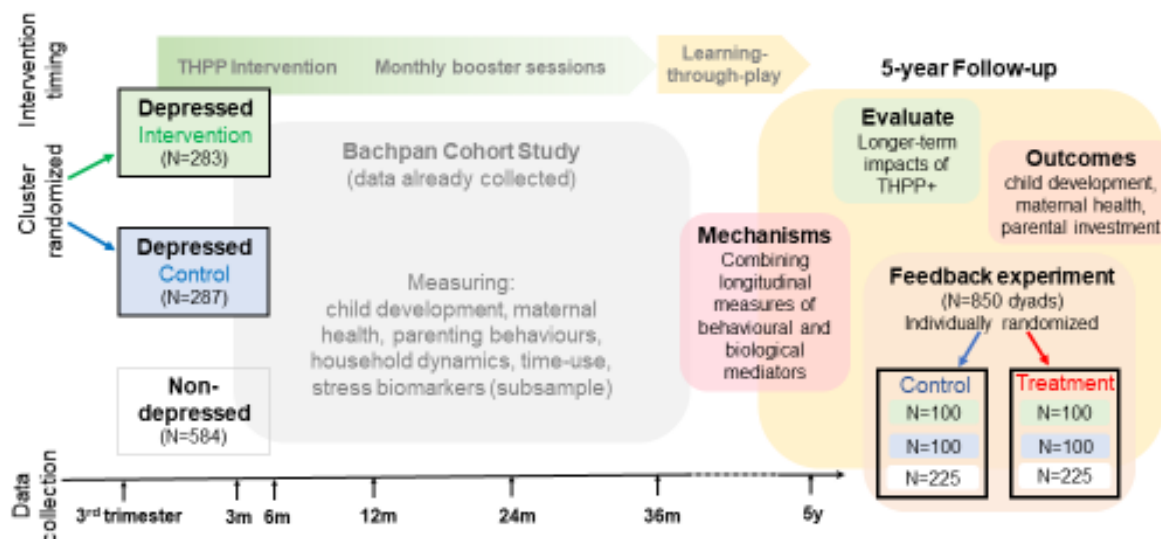 Intervention
timing
THPP Intervention
Monthly booster sessions
Learning-
through-play
5-year Follow-up
Cluster
randomized
Depressed
Intervention
(N=283)
Depressed
Control
(N=287)
Non-
depressed
(N=584)
Bachpan Cohort Study
(data already collected)
Measuring:
child development, maternal
health, parenting behaviours,
household dynamics, time-use,
stress biomarkers (subsample)
Mechanisms
Combining
longitudinal
measures of
behavioural and
biological
mediators
Evaluate
Longer-term
impacts of
THPP+
Outcomes
child development,
maternal health,
parental investment
Feedback experiment
(N=850 dyads)
Individually randomized
Control
N=100
N=100
N=225
Treatment
N=100
N=100
N=225
Data
collection
3rd trimester
3m
6m
12m
24m
36m
5y